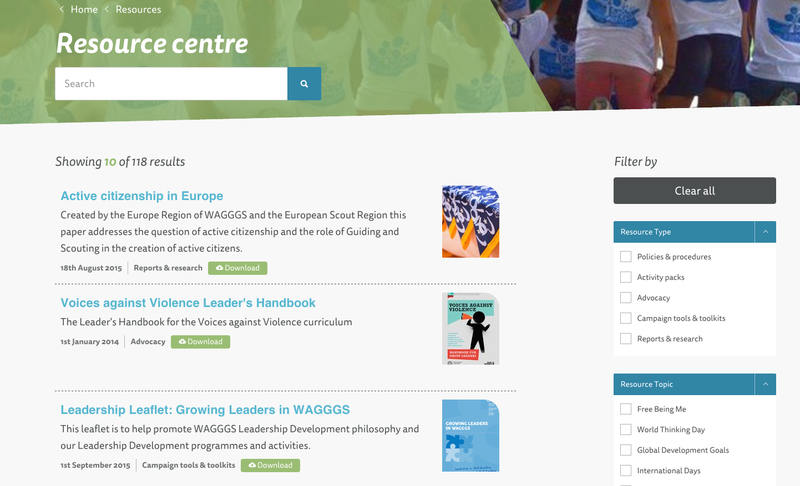 Home Resources
Resource centre
Search
Showing 10 of 118 results
Active citizenship in Europe
Created by the Europe Region of WAGGGS and the European Scout Region this
paper addresses the question of active citizenship and the role of Guiding and
Scouting in the creation of active citizens.
18th August 2015 Reports & research Download
Voices against Violence Leader's Handbook
The Leader's Handbook for the Voices against Violence curriculum
1st January 2014 Advocacy Download
VOICES AGAINST
VIOLENCE
Leadership Leaflet: Growing Leaders in WAGGGS
This leaflet is to help promote WAGGGS Leadership Development philosophy and
our Leadership Development programmes and activities.
1st September 2015 Campaign tools & toolkits Download
GROWING LEADERS
IN WAGGGS
Filter by
Clear all
Resource Type
Policies & procedures
Activity packs
Advocacy
Campaign tools & toolkits
Reports & research
Resource Topic
Free Being Me
World Thinking Day
Global Development Goals
International Days